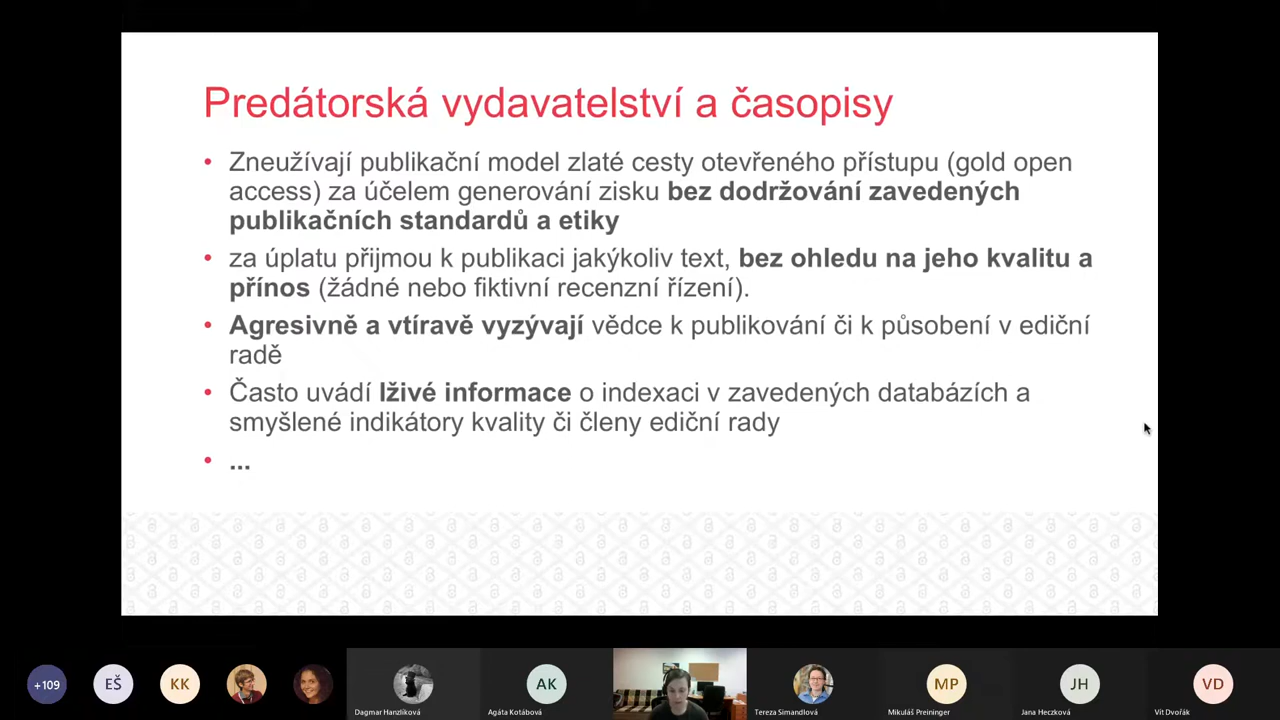 Predátorská vydavatelství a časopisy
• Zneužívají publikační model zlaté cesty otevřeného přístupu (gold open
access) za účelem generování zisku bez dodržování zavedených
publikačních standardů a etiky
• za úplatu přijmou k publikaci jakýkoliv text, bez ohledu na jeho kvalitu a
přínos (žádné nebo fiktivní recenzní řízení).
• Agresivně a vtíravě vyzývají vědce k publikování či k působení v ediční
radě
• Často uvádí lživé informace o indexaci v zavedených databázích a
smyšlené indikátory kvality či členy ediční rady
• ...
+109
EŠ
KK
Dagmar Hanzlíková
AK
Agáta Kotábová
Tereza Simandlová
MP
Mikuláš Preininger
JH
Jana Heczková
VD
Vít Dvořák